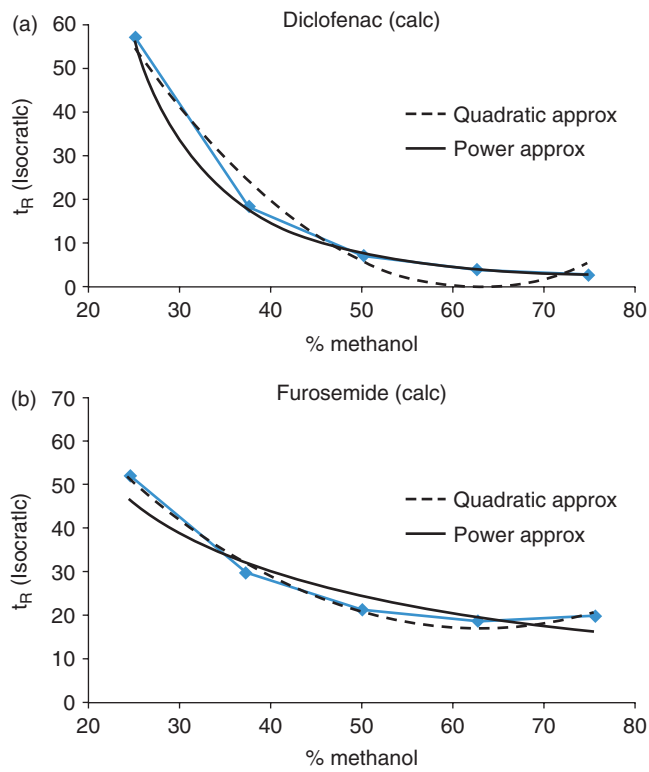 (a)
Diclofenac (calc)
60
50
40
30
20
10
0
tR (Isocratlc)
Quadratic approx
Power approx
20 30 40 50 60 70 80
% methanol
(b)
Furosemide (calc)
70
60
50
40
30
20
10
0
tR (Isocratlc)
Quadratic approx
Power approx
20 30 40 50 60 70 80
% methanol